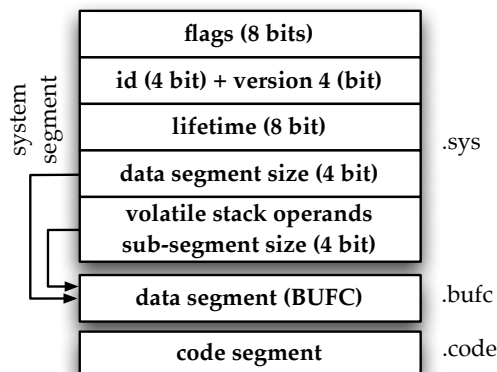 flags (8 bits)
id (4 bit) + version 4 (bit)
lifetime (8 bit)
data segment size (4 bit)
volatile stack operands
sub-segment size (4 bit)
data segment (BUFC)
code segment
system
segment
.sys
.bufc
.code